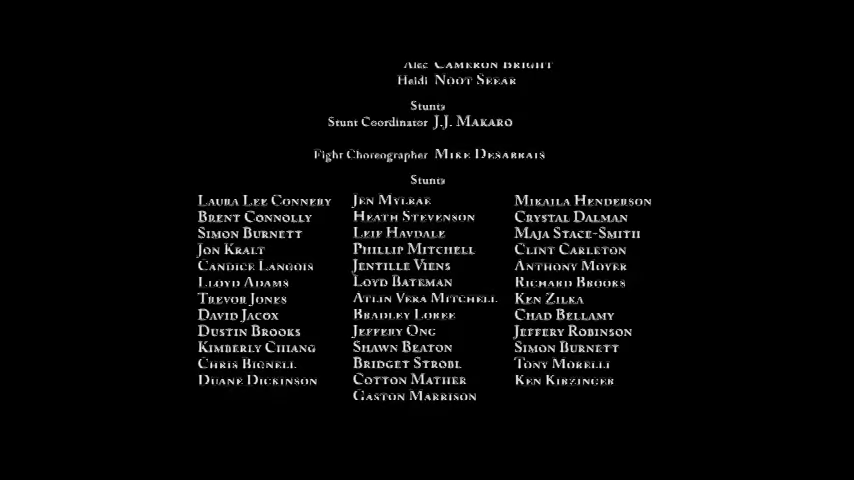 Alec CAMERON BRIGHT
Heidi NOOT SEEAR
Stunts
Stunt Coordinator J.J. MAKARO
Fight Choreographer MIKE DESABRAIS
Stunts
LAURA LEE CONNERY JEN MYLRAE MIKAILA HENDERSON
BRENT CONNOLLY HEATH STEVENSON CRYSTAL DALMAN
SIMON BURNETT LEIF HAVDALE MAJA STACE-SMITH
JON KRALT PHILLIP MITCHELL CLINT CARLETON
CANDICE LANGOIS JENTILLE VIENS ANTHONY MOYER
LLOYD ADAMS LOYD BATEMAN RICHARD BROOKS
TREVOR JONES ATLIN VERA MITCHELL KEN ZILKA
DAVID JACOX BRADLEY LOREE CHAD BELLAMY
DUSTIN BROOKS JEFFERY ONG JEFFERY ROBINSON
KIMBERLY CHIANG SHAWN BEATON SIMON BURNETT
CHRIS BIGNELL BRIDGET STROBL TONY MORELLI
DUANE DICKINSON COTTON MATHER KEN KIRZINGER
GASTON MARRISON